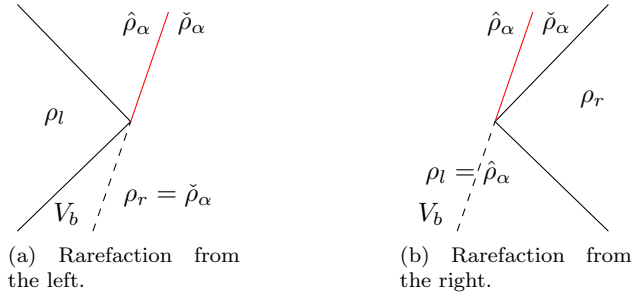 ρ̂_α ρ̌_α
ρ_l
V_b
ρ_r = ρ̌_α
(a) Rarefaction from
the left.
ρ̂_α ρ̌_α
ρ_r
ρ_l = ρ̂_α
V_b
(b) Rarefaction from
the right.